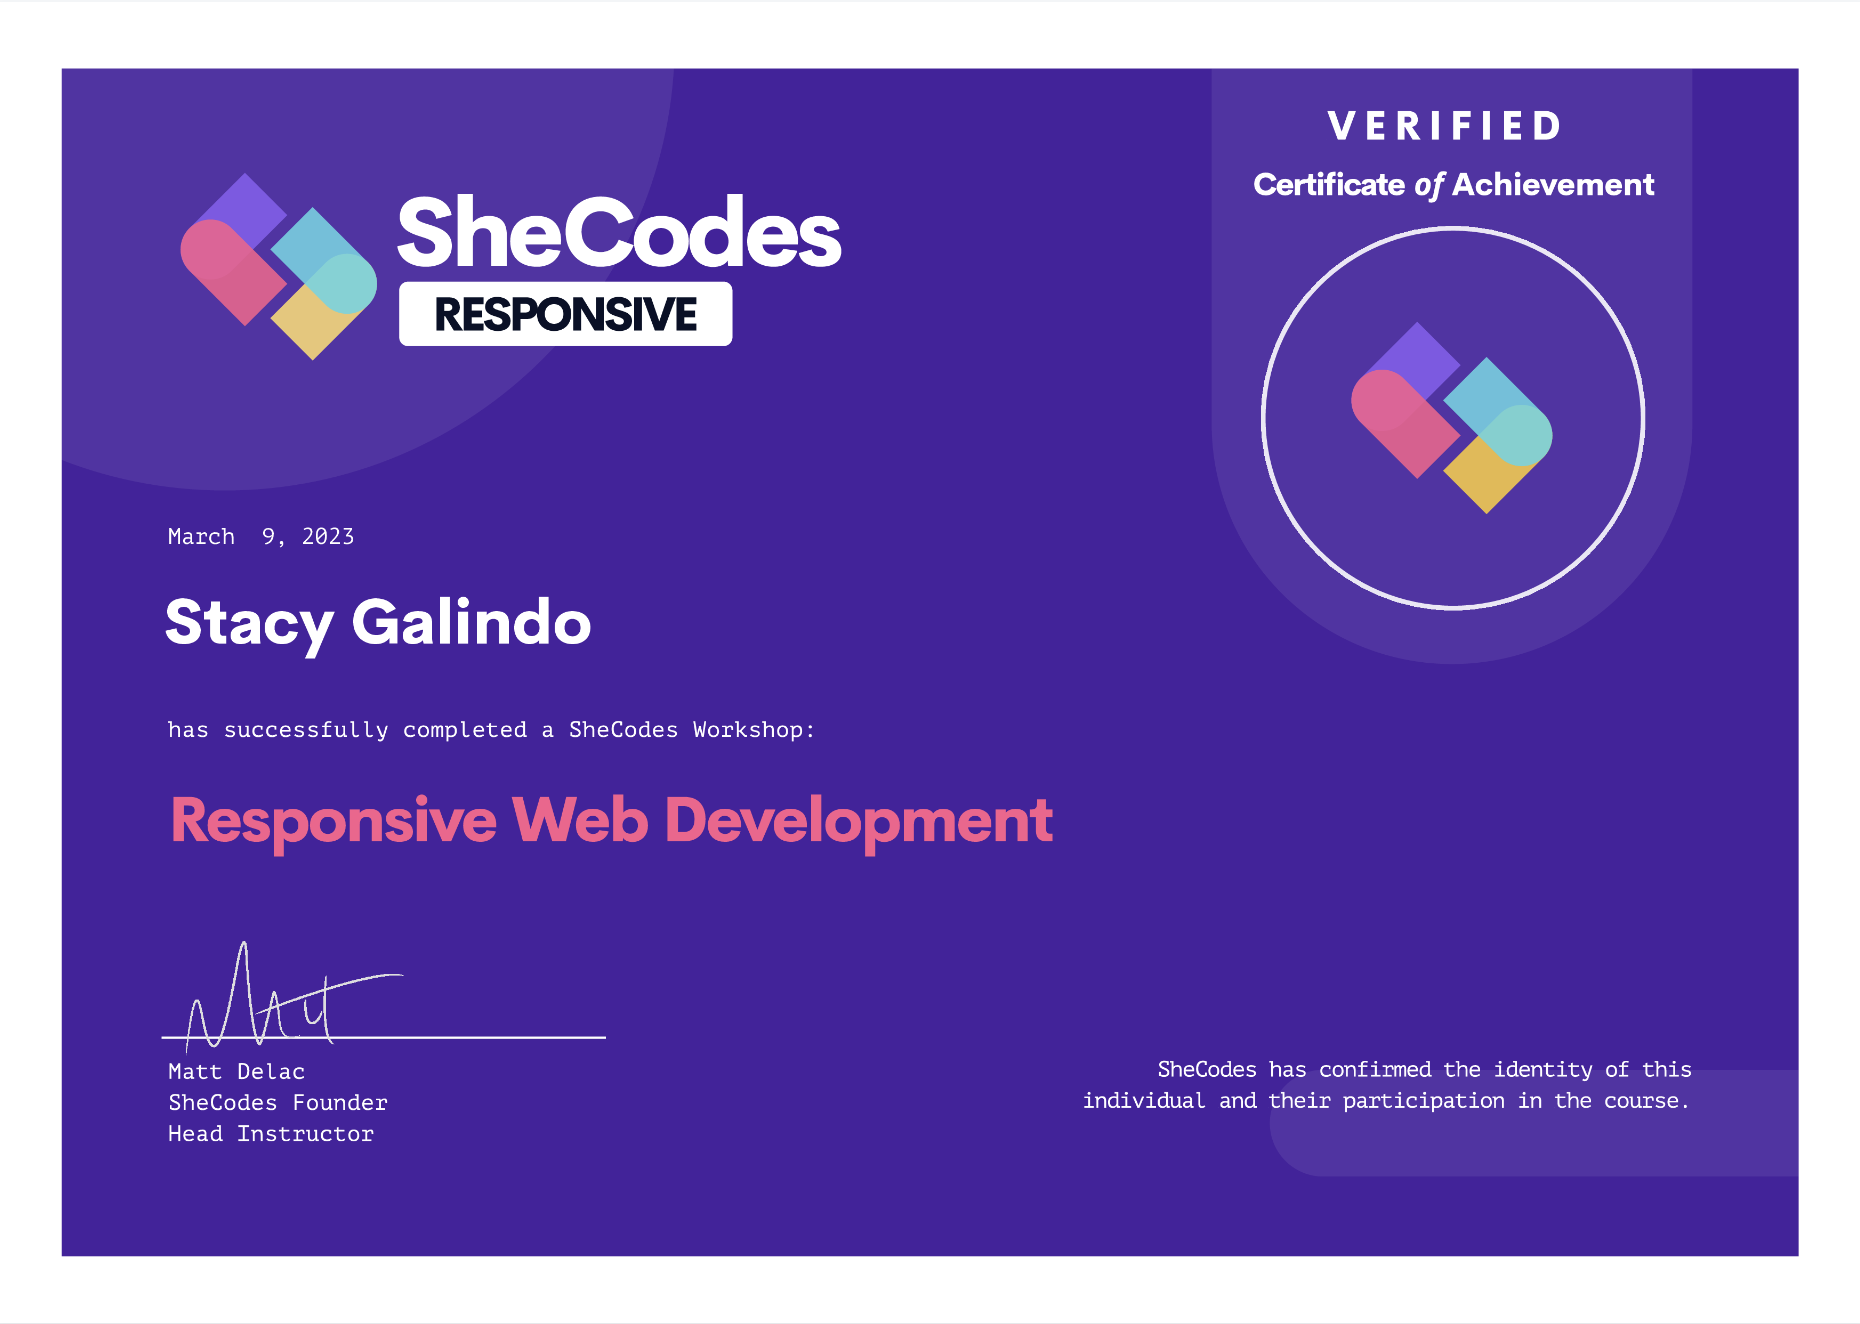 VERIFIED
Certificate of Achievement
SheCodes
RESPONSIVE
March  9, 2023
Stacy Galindo
has successfully completed a SheCodes Workshop:
Responsive Web Development
Matt
Matt Delac
SheCodes Founder
Head Instructor
SheCodes has confirmed the identity of this
individual and their participation in the course.